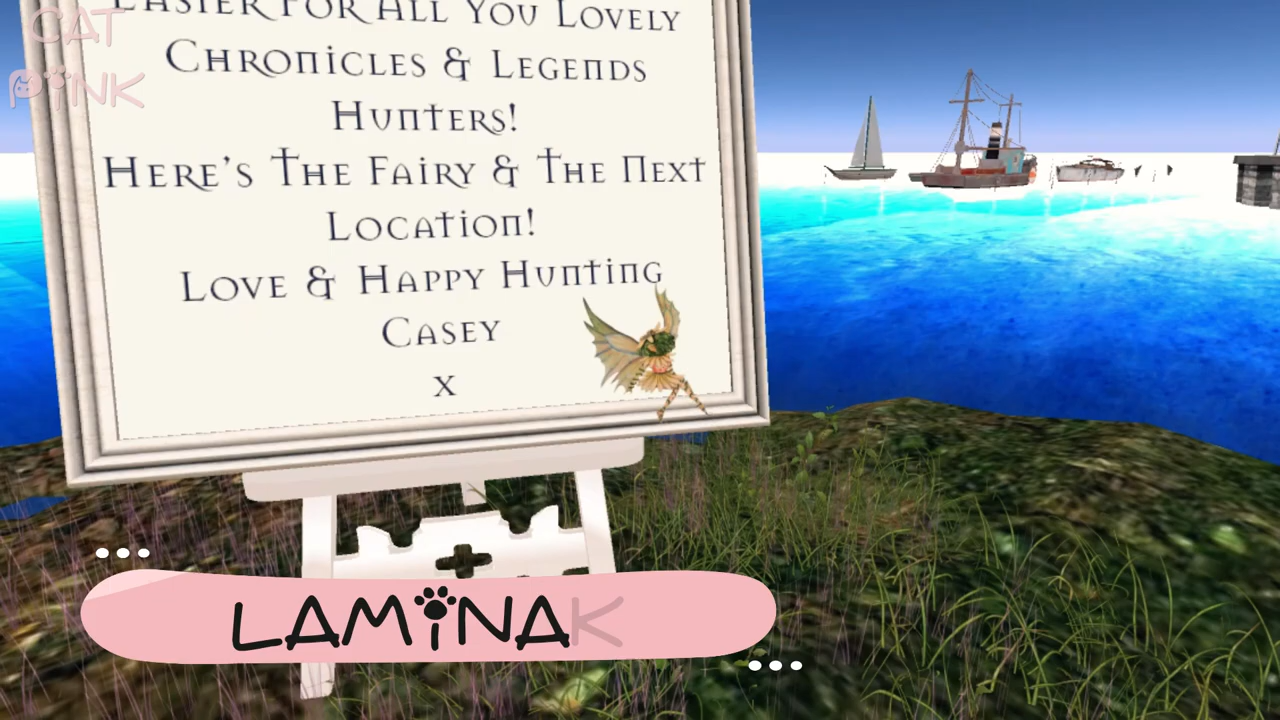 CAT
PINK
EASIER FOR ALL YOU LOVELY
CHRONICLES & LEGENDS
HUNTERS!
HERE'S THE FAIRY & THE NEXT
LOCATION!
LOVE & HAPPY HUNTING
CASEY
X
LAMINAK